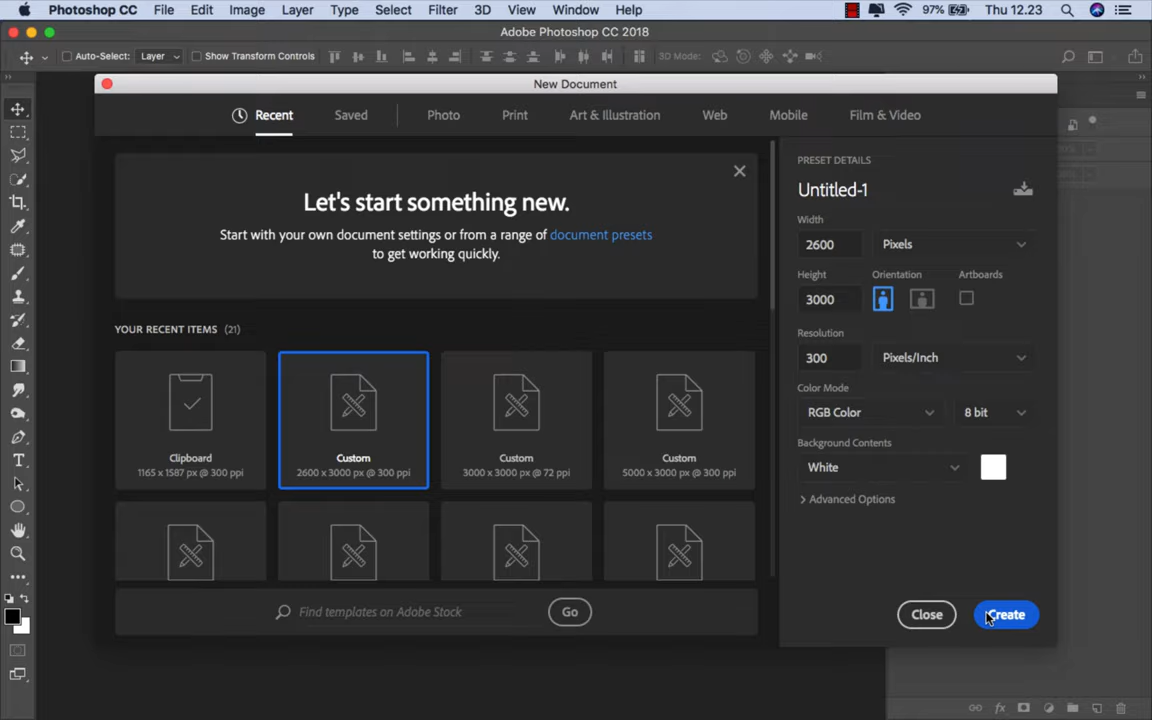 Photoshop CC File Edit Image Layer Type Select Filter 3D View Window Help 97% Thu 12.23
Adobe Photoshop CC 2018
Auto-Select: Layer Show Transform Controls 3D Mode:
New Document
Recent Saved Photo Print Art & Illustration Web Mobile Film & Video
Let's start something new.
Start with your own document settings or from a range of document presets
to get working quickly.
YOUR RECENT ITEMS (21)
Clipboard
1165 x 1587 px @ 300 ppi
Custom
2600 x 3000 px @ 300 ppi
Custom
3000 x 3000 px @ 72 ppi
Custom
5000 x 3000 px @ 300 ppi
Find templates on Adobe Stock Go
PRESET DETAILS
Untitled-1
Width
2600 Pixels
Height Orientation Artboards
3000
Resolution
300 Pixels/Inch
Color Mode
RGB Color 8 bit
Background Contents
White
Advanced Options
Close Create